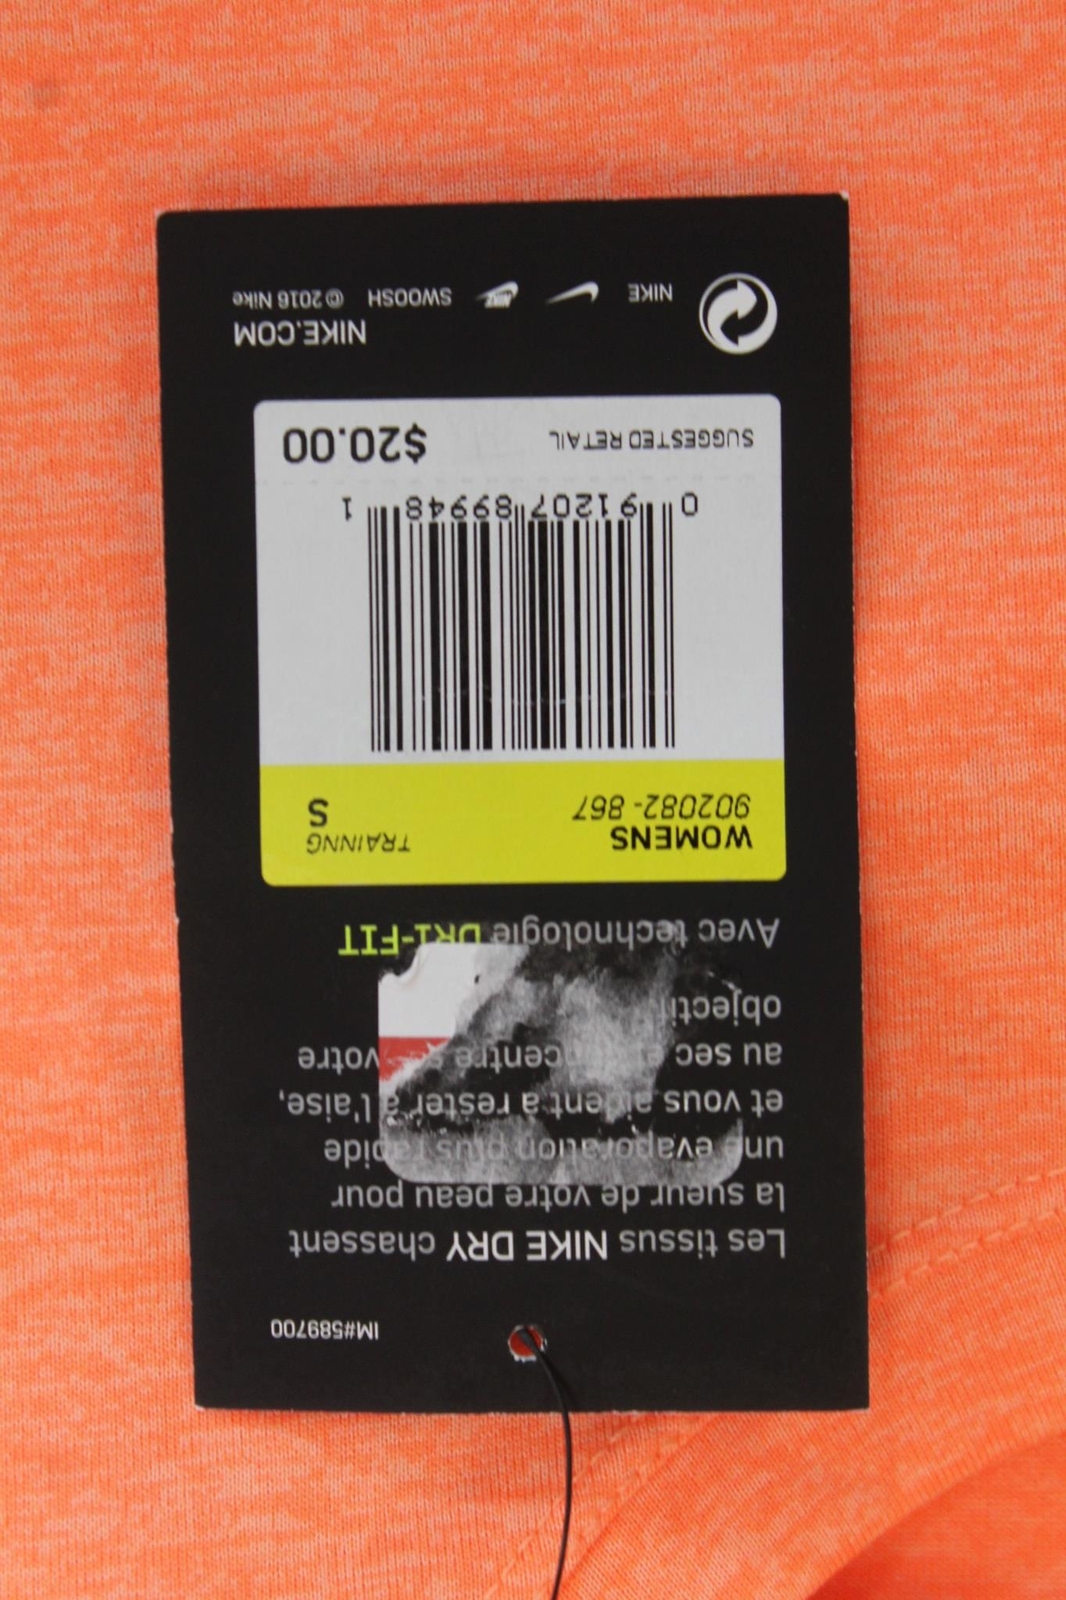 IM#589700
Les tissus NIKE DRY chassent
la sueur de votre peau pour
une évaporation plus rapide
et vous aident à rester à l'aise,
au sec et concentré votre
objectif.
Avec technologie DRI-FIT
WOMENS TRAINNG
902082-867 S
0 91207 89948 1
SUGGESTED RETAIL $20.00
NIKE.COM
NIKE SWOOSH © 2016 Nike